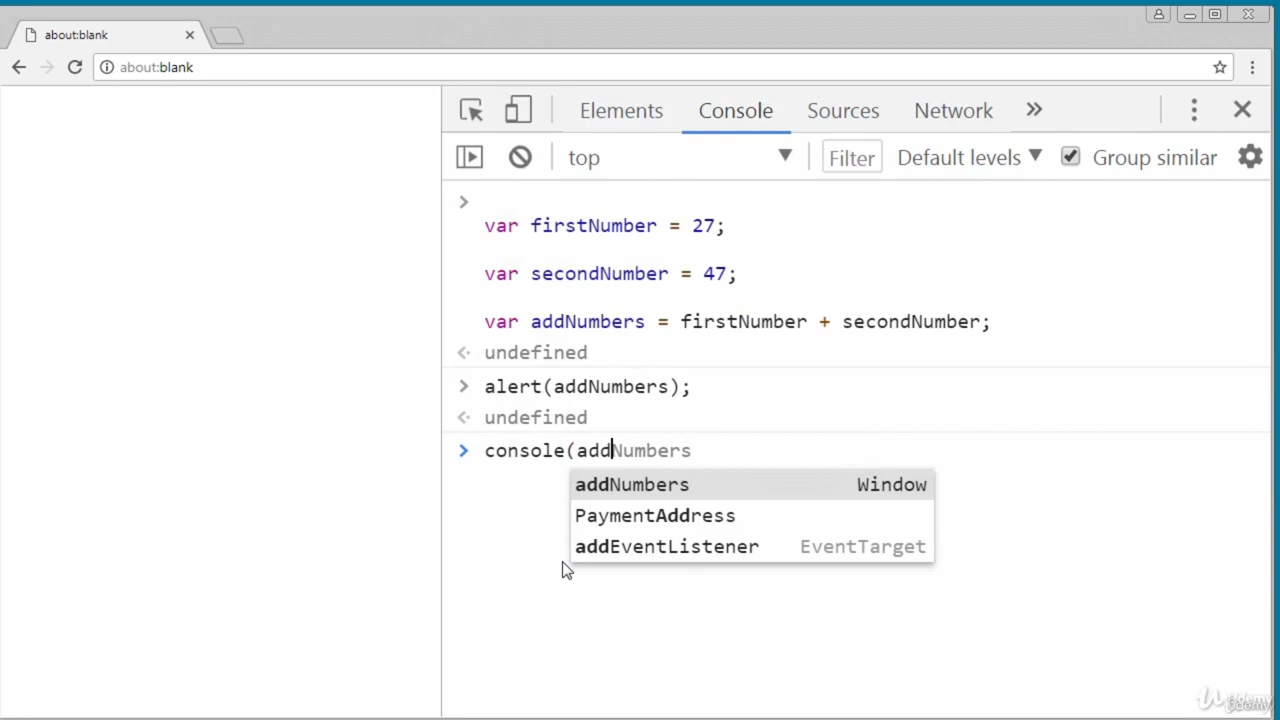 about:blank
about:blank
Elements Console Sources Network
top Filter Default levels Group similar
>
var firstNumber = 27;
var secondNumber = 47;
var addNumbers = firstNumber + secondNumber;
undefined
> alert(addNumbers);
undefined
> console(addNumbers
addNumbers Window
PaymentAddress
addEventListener EventTarget
Udemy